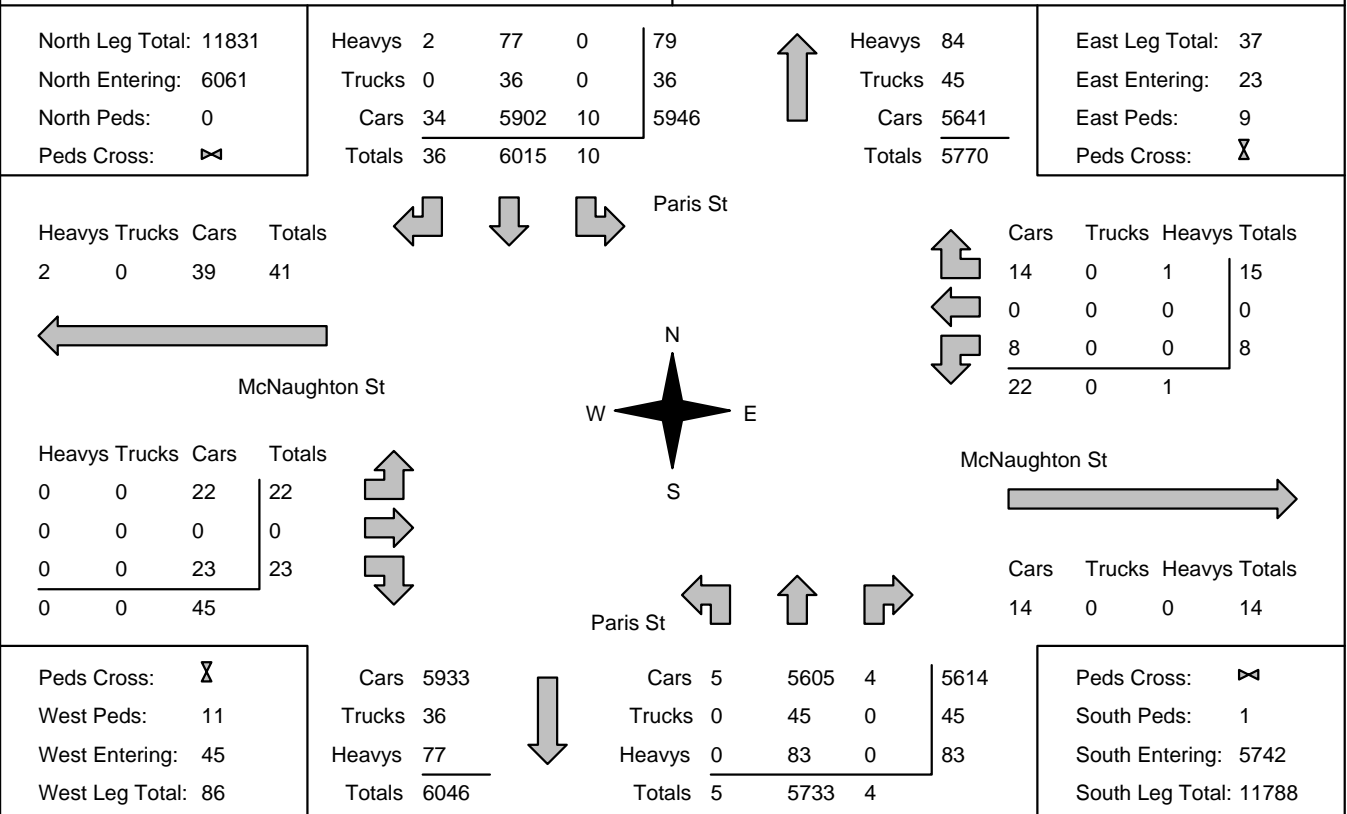 North Leg Total: 11831
North Entering: 6061
North Peds: 0
Peds Cross:
Heavys 2 77 0 79
Trucks 0 36 0 36
Cars 34 5902 10 5946
Totals 36 6015 10
Heavys 84
Trucks 45
Cars 5641
Totals 5770
East Leg Total: 37
East Entering: 23
East Peds: 9
Peds Cross:
Paris St
Heavys Trucks Cars Totals
2 0 39 41
Cars Trucks Heavys Totals
14 0 1 15
0 0 0 0
8 0 0 8
22 0 1
McNaughton St
N
W E
S
Heavys Trucks Cars Totals
0 0 22 22
0 0 0 0
0 0 23 23
0 0 45
McNaughton St
Cars Trucks Heavys Totals
14 0 0 14
Paris St
Peds Cross:
West Peds: 11
West Entering: 45
West Leg Total: 86
Cars 5933
Trucks 36
Heavys 77
Totals 6046
Cars 5 5605 4 5614
Trucks 0 45 0 45
Heavys 0 83 0 83
Totals 5 5733 4
Peds Cross:
South Peds: 1
South Entering: 5742
South Leg Total: 11788